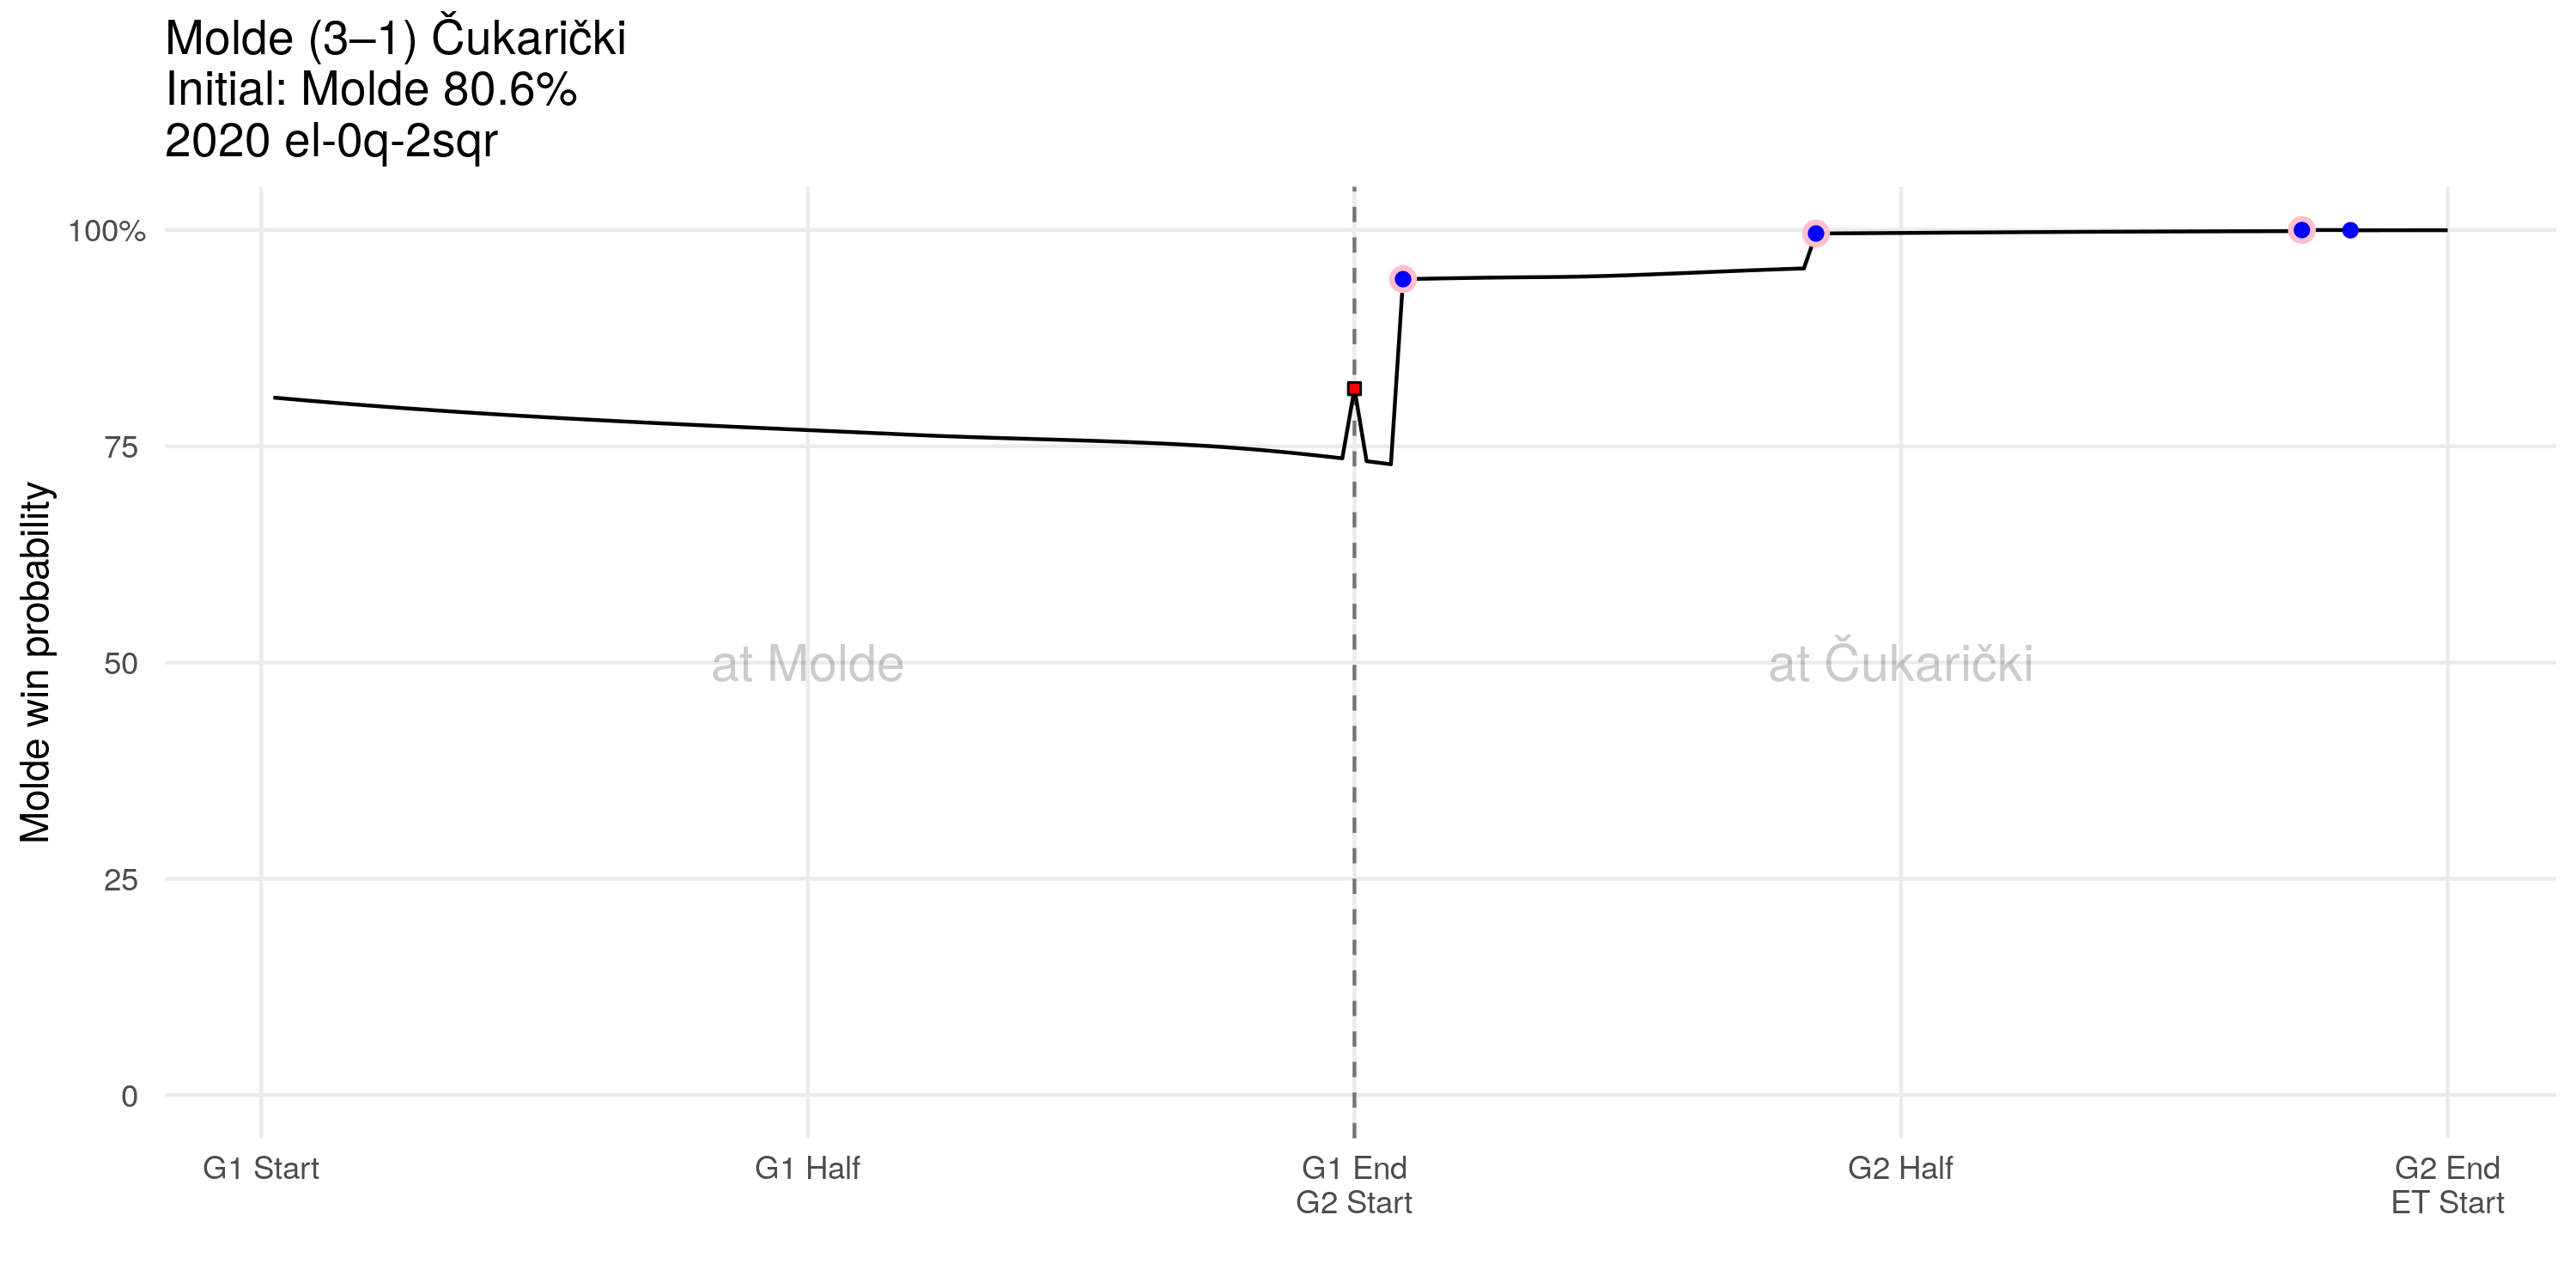 Molde (3–1) Čukarički
Initial: Molde 80.6%
2020 el-0q-2sqr
Molde win probability
100%
75
50
25
0
at Molde
at Čukarički
G1 Start
G1 Half
G1 End
G2 Start
G2 Half
G2 End
ET Start